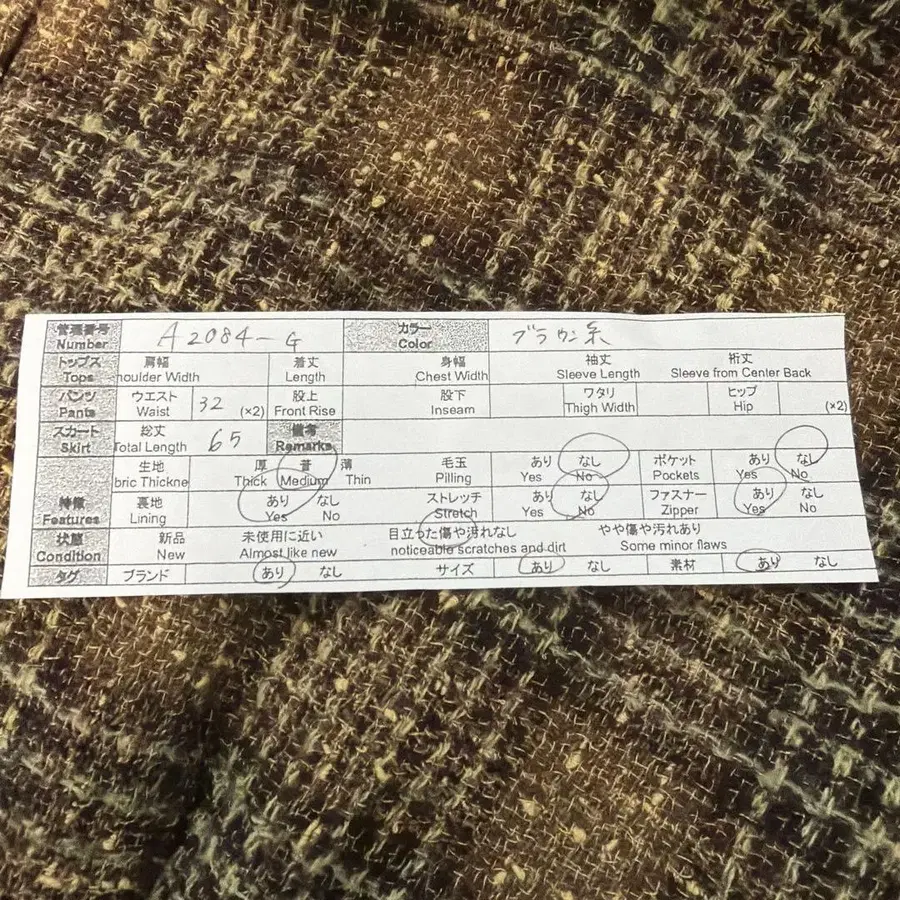 管理番号 A2084-G カラー ブラウン系
Number Color
トップス 肩幅 着丈 身幅 袖丈 裄丈
Tops houlder Width Length Chest Width Sleeve Length Sleeve from Center Back
パンツ ウエスト 32 股上 股下 ワタリ ヒップ
Pants Waist (×2) Front Rise Inseam Thigh Width Hip (×2)
スカート 総丈 65 備考
Skirt Total Length Remarks
生地 厚 普 薄 毛玉 あり なし ポケット あり なし
bric Thickne Thick Medium Thin Pilling Yes No Pockets Yes No
特徴 裏地 あり なし ストレッチ あり なし ファスナー あり なし
Features Lining Yes No Stretch Yes No Zipper Yes No
状態 新品 未使用に近い 目立った傷や汚れなし やや傷や汚れあり
Condition New Almost like new noticeable scratches and dirt Some minor flaws
タグ ブランド あり なし サイズ あり なし 素材 あり なし